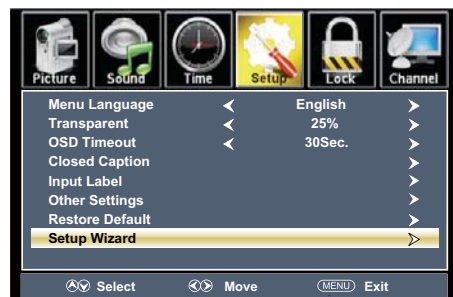 Picture Sound Time Setup Lock Channel
Menu Language English
Transparent 25%
OSD Timeout 30Sec.
Closed Caption
Input Label
Other Settings
Restore Default
Setup Wizard
Select Move MENU Exit